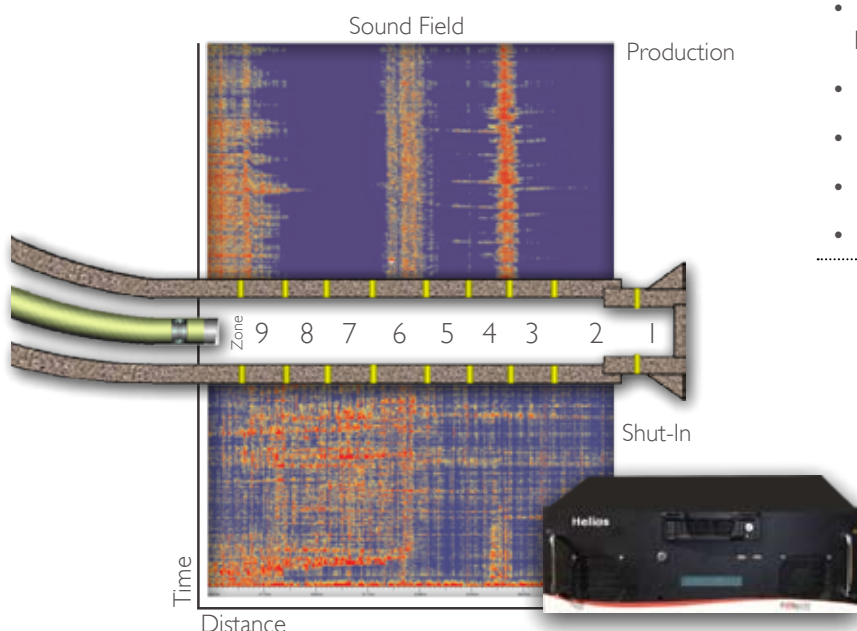 Sound Field
Production
Zone 9 8 7 6 5 4 3 2 1
Shut-In
Helios
Time
Distance